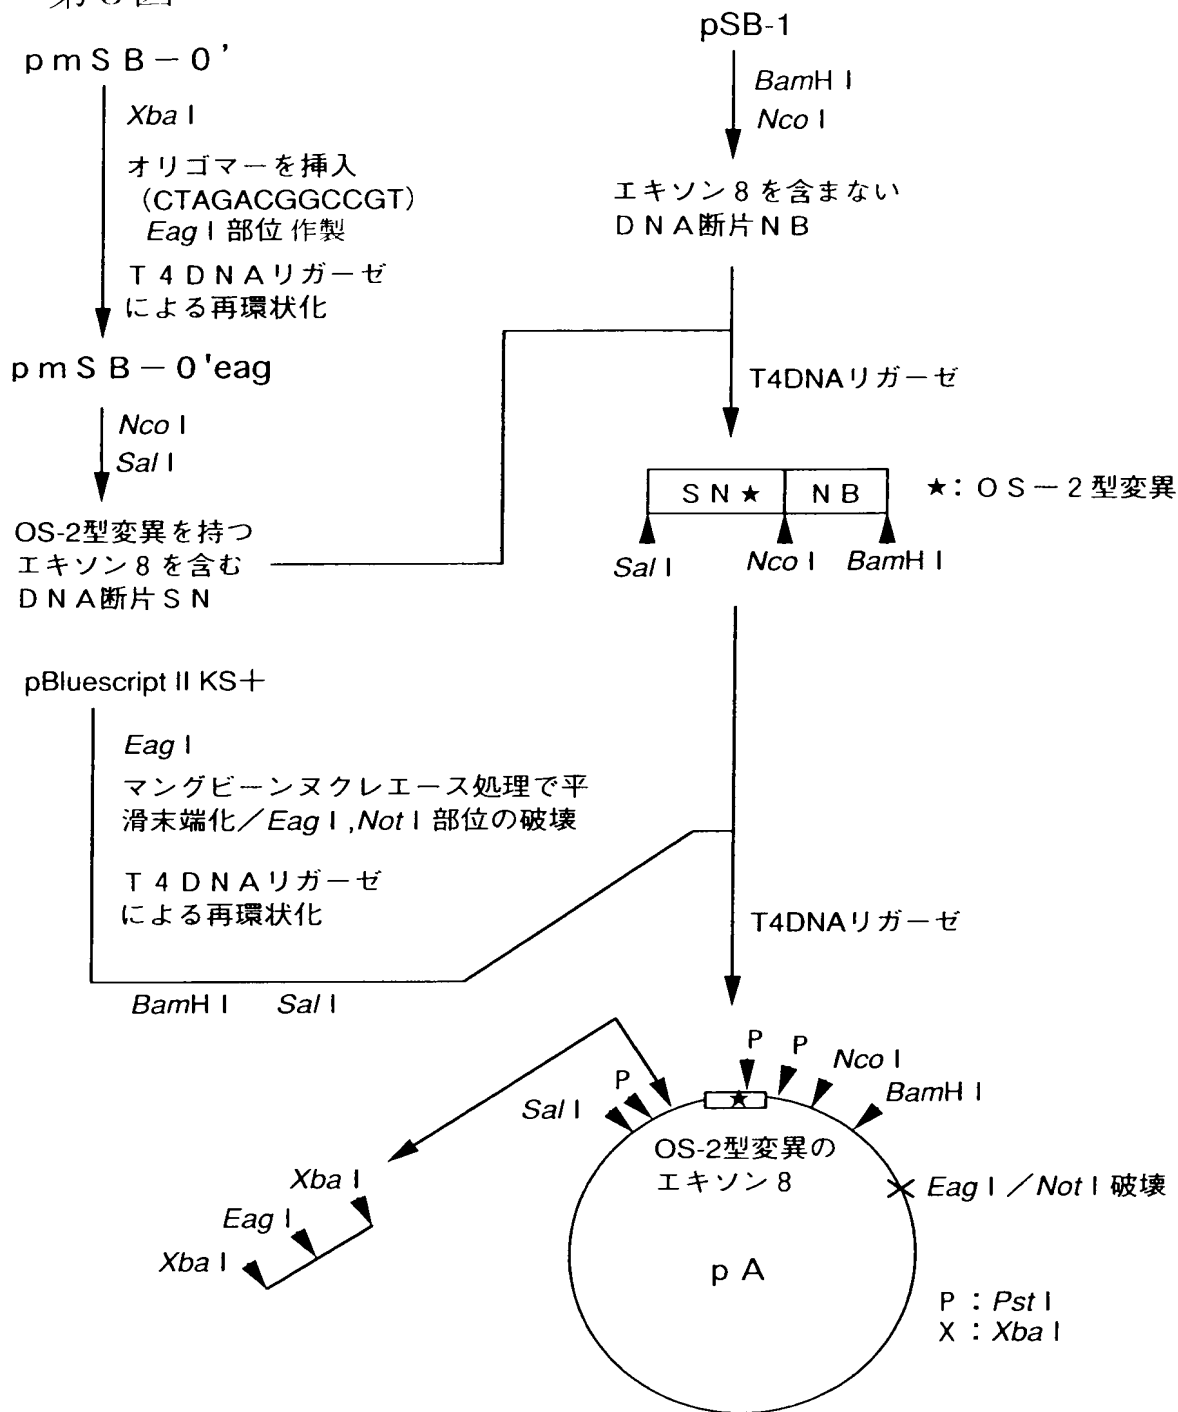 pmSB－0'
Xba I
オリゴマーを挿入
(CTAGACGGCCGT)
Eag I 部位作製
T4DNAリガーゼ
による再環状化
pmSB－0'eag
Nco I
Sal I
OS-2型変異を持つ
エキソン8を含む
DNA断片SN
pSB-1
BamH I
Nco I
エキソン8を含まない
DNA断片NB
T4DNAリガーゼ
SN★ NB
★：OS－2型変異
Sal I Nco I BamH I
pBluescript II KS＋
Eag I
マングビーンヌクレエース処理で平
滑末端化／Eag I ,Not I 部位の破壊
T4DNAリガーゼ
による再環状化
BamH I Sal I
T4DNAリガーゼ
Sal I P P P Nco I BamH I
★
OS-2型変異の
エキソン8
Eag I ／Not I 破壊
Xba I
Eag I
Xba I
pA
P：Pst I
X：Xba I